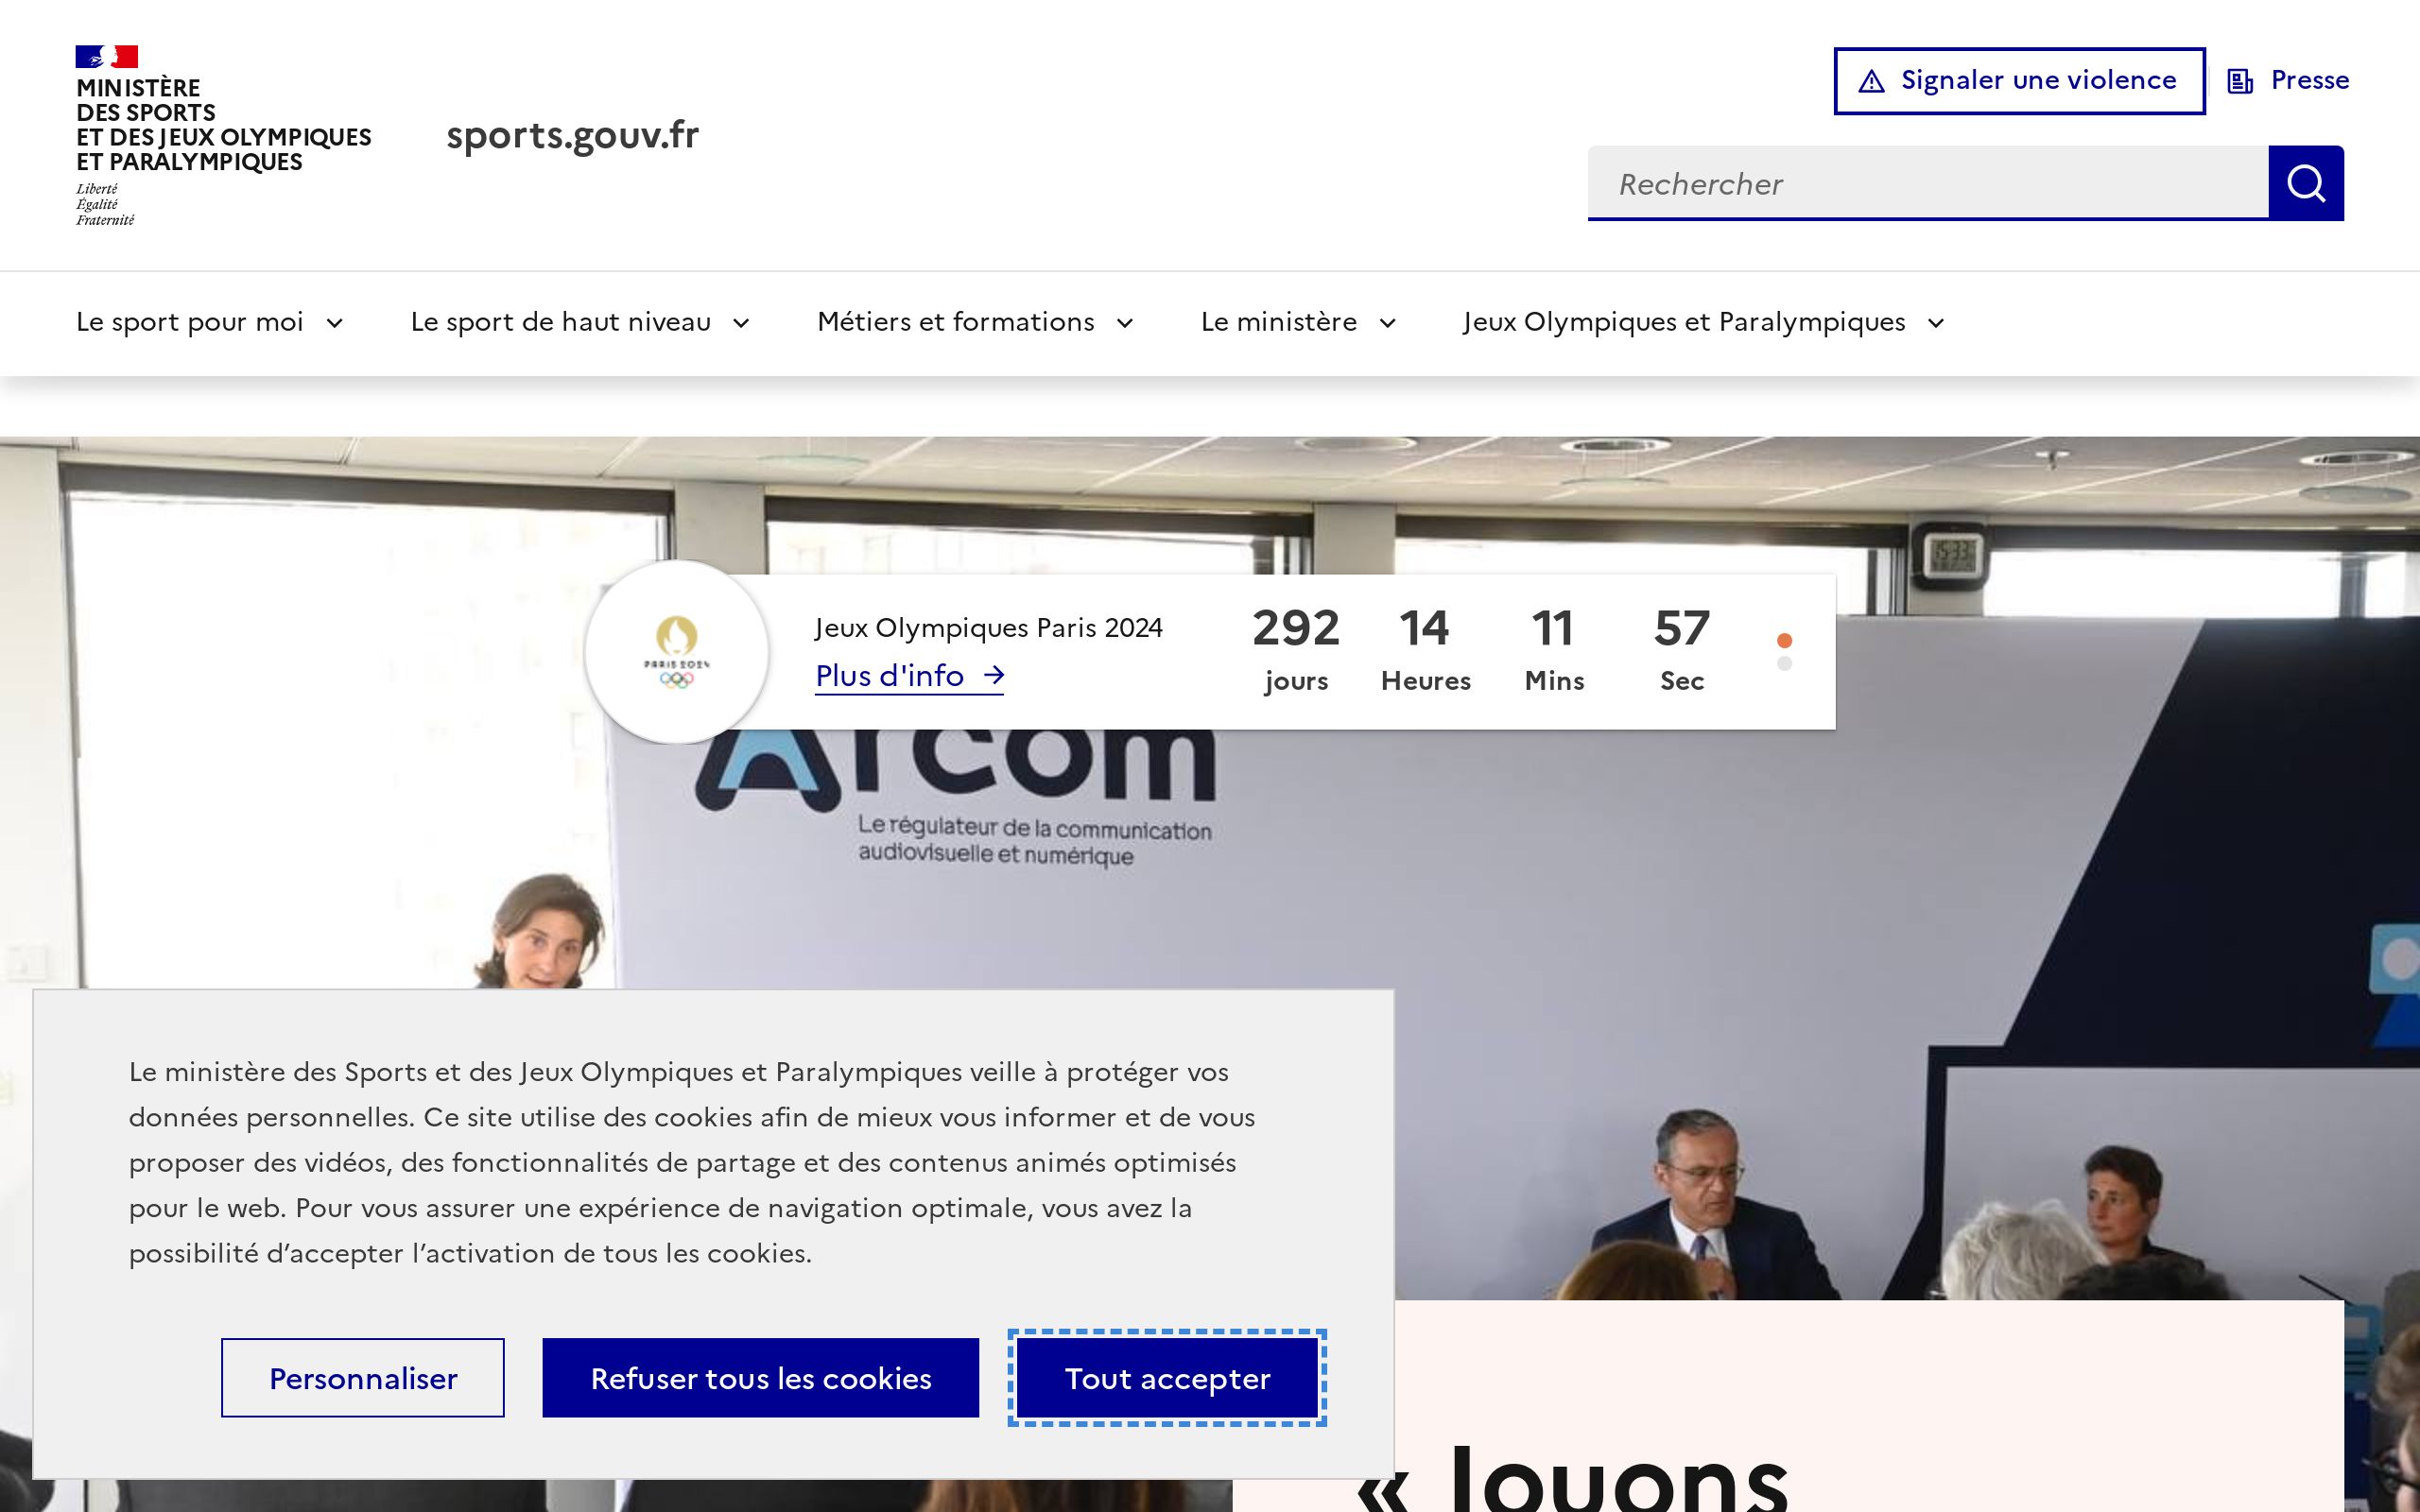 MINISTÈRE
DES SPORTS
ET DES JEUX OLYMPIQUES
ET PARALYMPIQUES
Liberté
Égalité
Fraternité
sports.gouv.fr
Signaler une violence
Presse
Rechercher
Le sport pour moi
Le sport de haut niveau
Métiers et formations
Le ministère
Jeux Olympiques et Paralympiques
15:33
PARIS 2024
Jeux Olympiques Paris 2024
Plus d'info
292 14 11 57
jours Heures Mins Sec
Arcom
Le régulateur de la communication
audiovisuelle et numérique
Le ministère des Sports et des Jeux Olympiques et Paralympiques veille à protéger vos
données personnelles. Ce site utilise des cookies afin de mieux vous informer et de vous
proposer des vidéos, des fonctionnalités de partage et des contenus animés optimisés
pour le web. Pour vous assurer une expérience de navigation optimale, vous avez la
possibilité d’accepter l’activation de tous les cookies.
Personnaliser
Refuser tous les cookies
Tout accepter
« Jouons